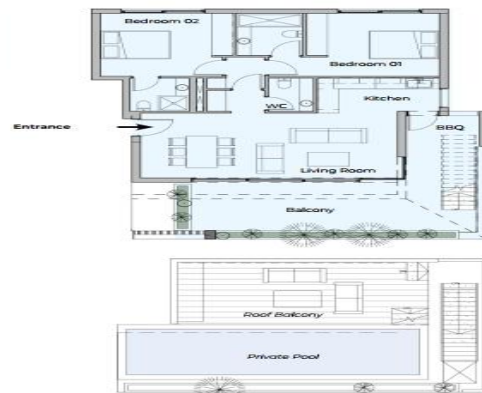 Bedroom 02
Bedroom 01
WC
Kitchen
Entrance
BBQ
Living Room
Balcony
Roof Balcony
Private Pool